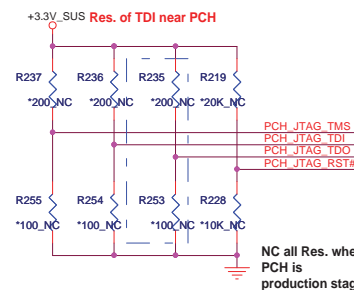 +3.3V_SUS Res. of TDI near PCH
R237 R236 R235 R219
*200_NC *200_NC *200_NC *20K_NC
PCH_JTAG_TMS
PCH_JTAG_TDI
PCH_JTAG_TDO
PCH_JTAG_RST#
R255 R254 R253 R228
*100_NC *100_NC *100_NC *10K_NC
NC all Res. whe
PCH is
production stag